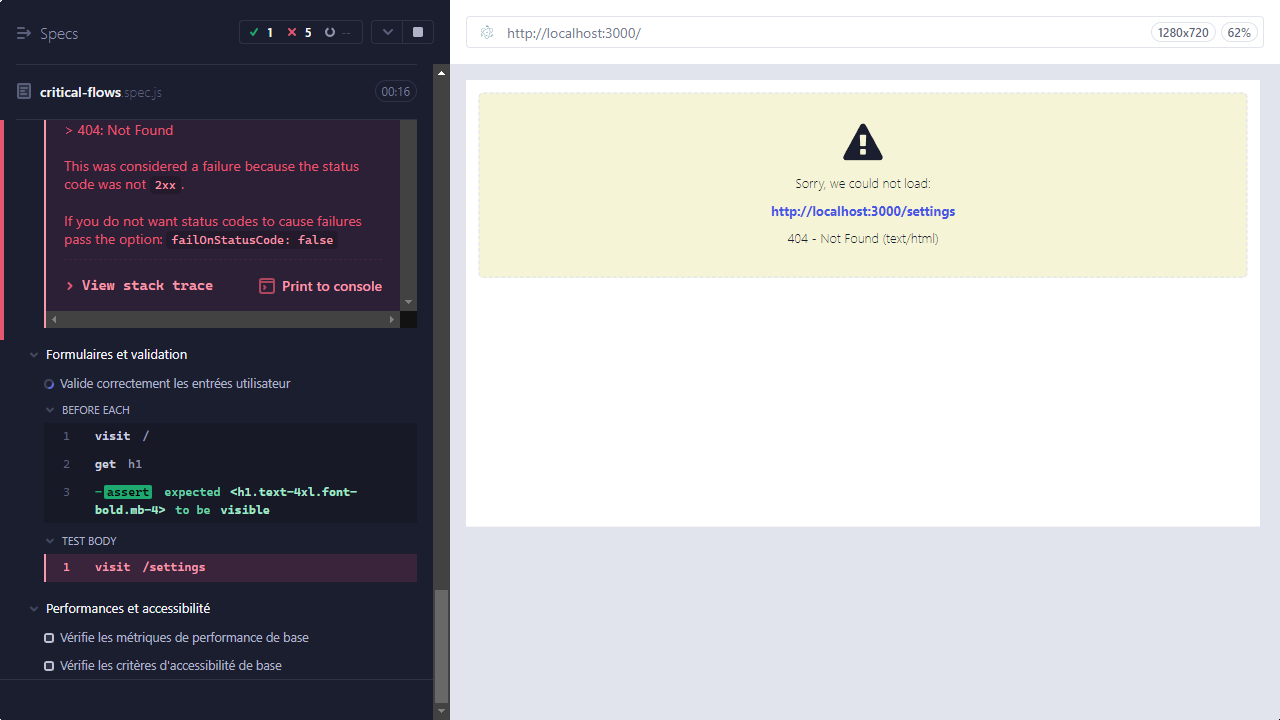 Specs
1
5
--
http://localhost:3000/
1280x720
62%
critical-flows.spec.js
00:16
> 404: Not Found
This was considered a failure because the status
code was not 2xx.
If you do not want status codes to cause failures
pass the option: failOnStatusCode: false
> View stack trace
Print to console
Formulaires et validation
Valide correctement les entrées utilisateur
BEFORE EACH
1 visit /
2 get h1
3 -assert expected <h1.text-4xl.font-
bold.mb-4> to be visible
TEST BODY
1 visit /settings
Performances et accessibilité
Vérifie les métriques de performance de base
Vérifie les critères d'accessibilité de base
Sorry, we could not load:
http://localhost:3000/settings
404 - Not Found (text/html)